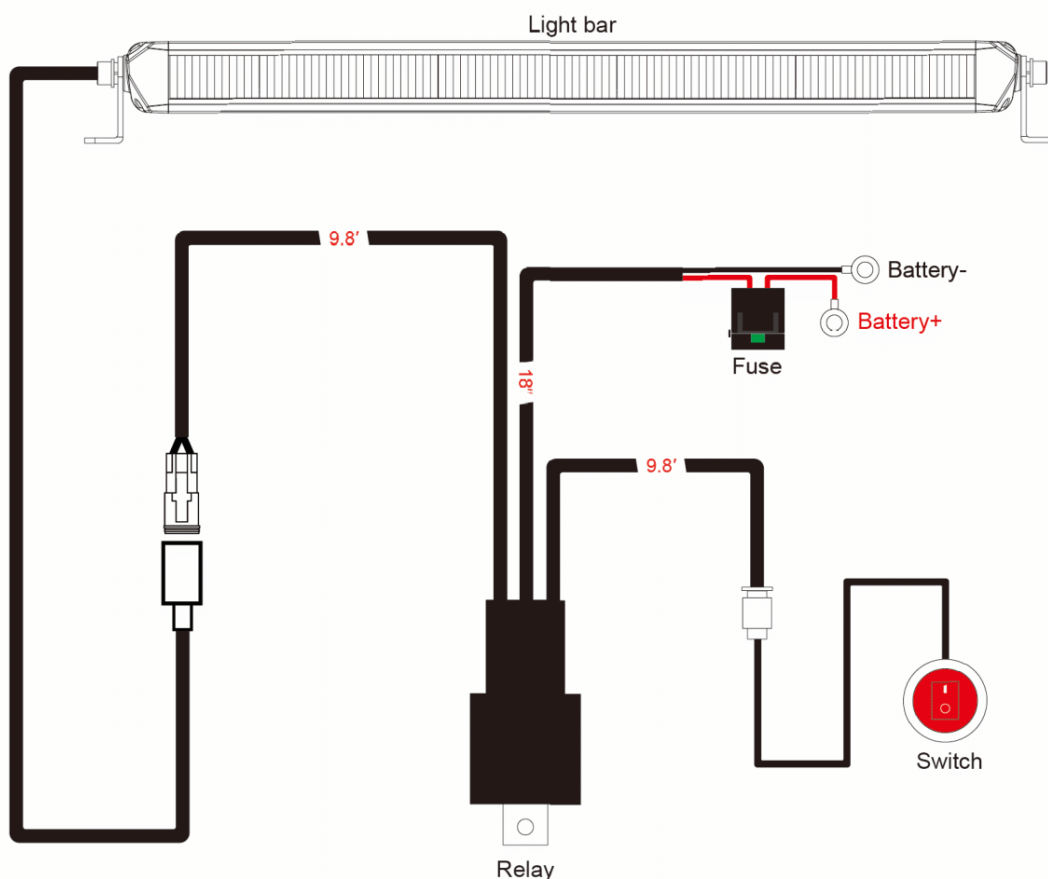 Light bar
9.8′
Battery-
Battery+
Fuse
18″
9.8′
Switch
Relay